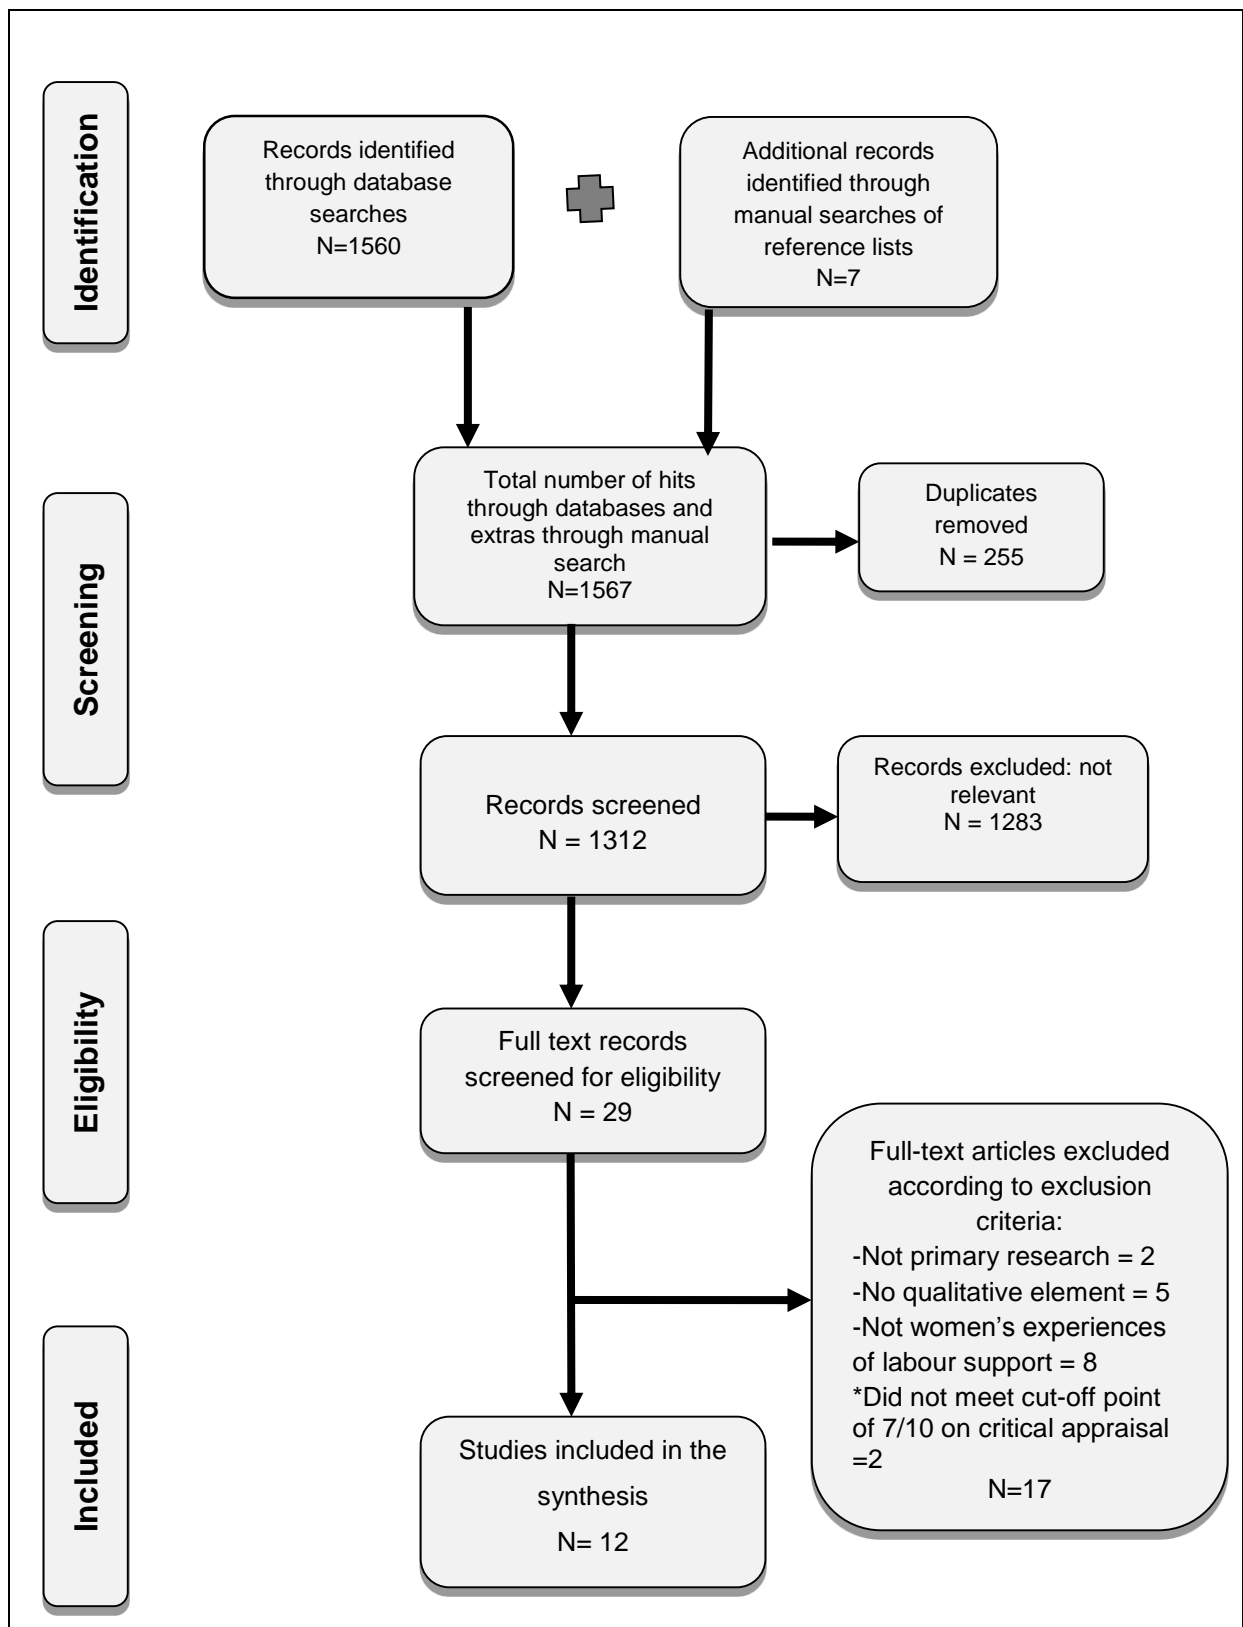 Identification
Records identified
through database
searches
N=1560
Additional records
identified through
manual searches of
reference lists
N=7
Screening
Total number of hits
through databases and
extras through manual
search
N=1567
Duplicates
removed
N = 255
Records screened
N = 1312
Records excluded: not
relevant
N = 1283
Eligibility
Full text records
screened for eligibility
N = 29
Full-text articles excluded
according to exclusion
criteria:
-Not primary research = 2
-No qualitative element = 5
-Not women’s experiences
of labour support = 8
*Did not meet cut-off point
of 7/10 on critical appraisal
=2
N=17
Included
Studies included in the
synthesis
N= 12